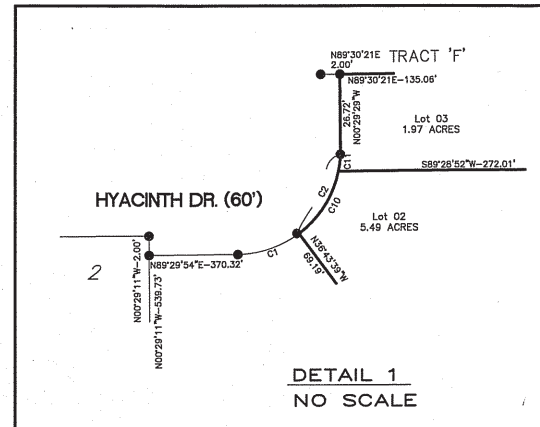 N89°30'21E
2.00'
TRACT 'F'
N89°30'21E-135.06'
26.72'
N00°29'29"W
Lot 03
1.97 ACRES
C11
S89°28'52"W-272.01'
C2
C10
HYACINTH DR. (60')
Lot 02
5.49 ACRES
N36°43'39"W
69.19'
C1
N00°29'11"W-2.00'
N89°29'54"E-370.32'
2
N00°29'11"W-539.73'
DETAIL 1
NO SCALE